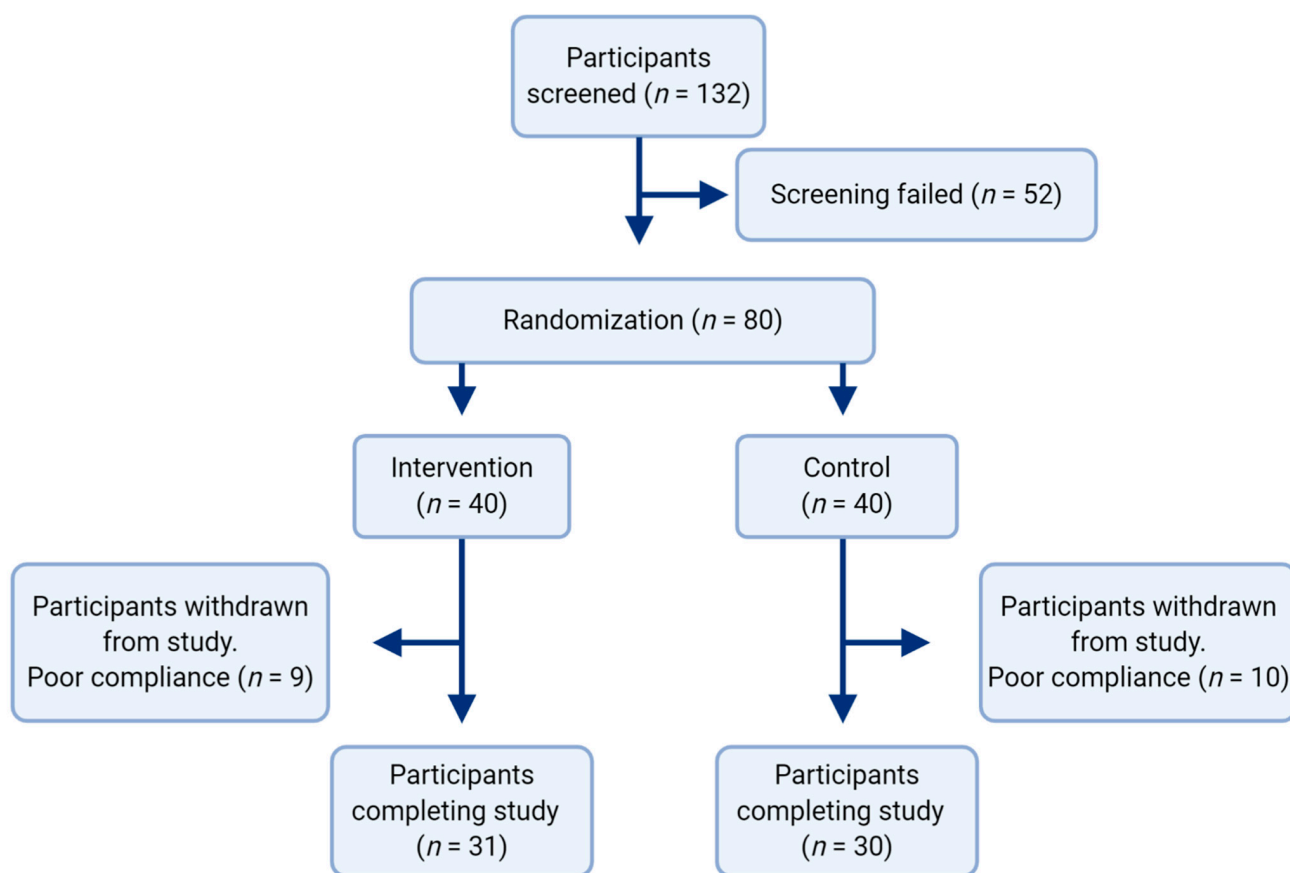 Participants
screened (n = 132)
Screening failed (n = 52)
Randomization (n = 80)
Intervention
(n = 40)
Control
(n = 40)
Participants withdrawn
from study.
Poor compliance (n = 9)
Participants withdrawn
from study.
Poor compliance (n = 10)
Participants
completing study
(n = 31)
Participants
completing study
(n = 30)